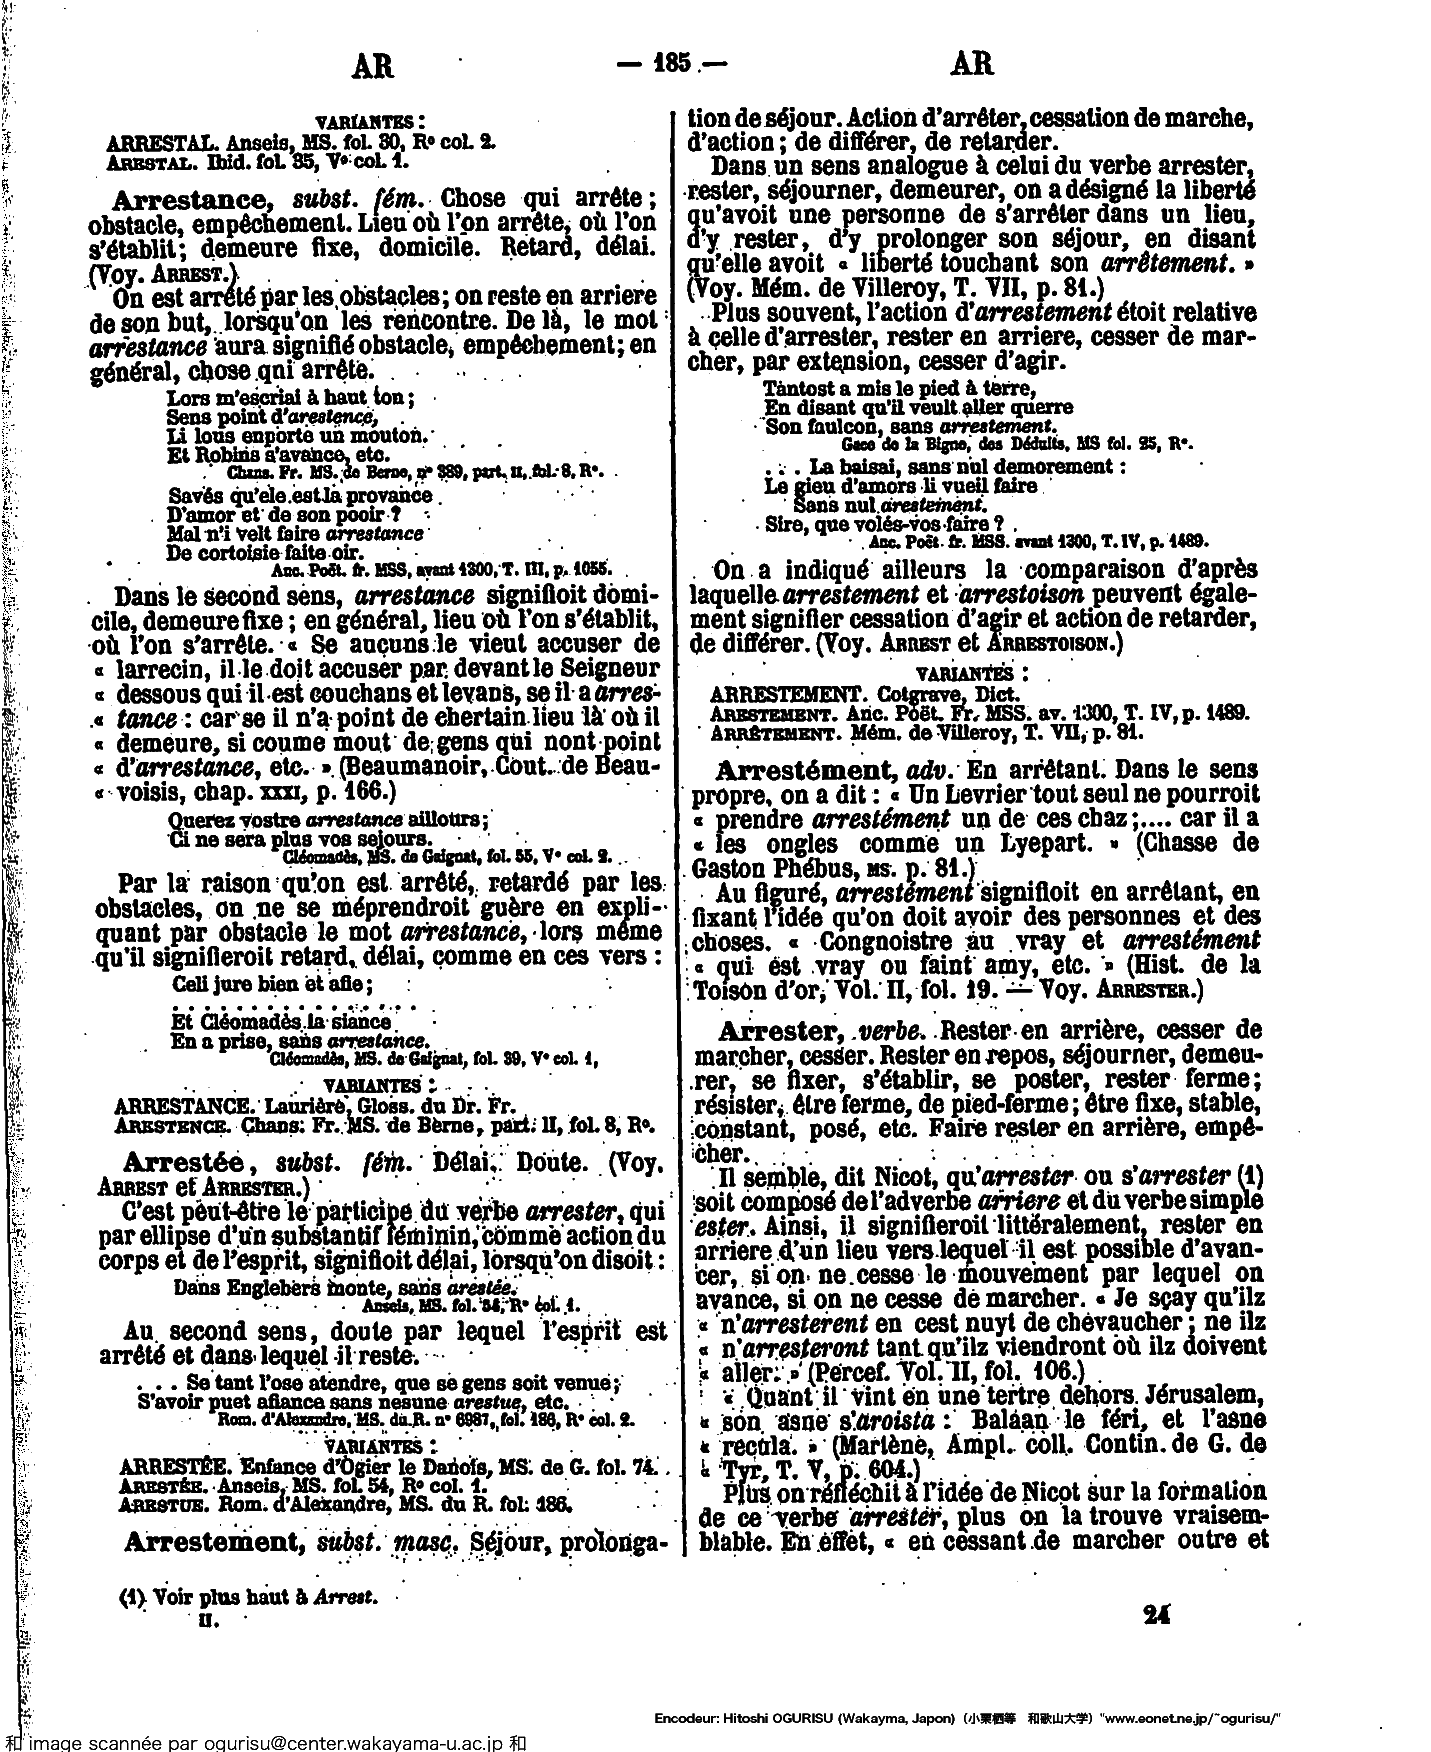 AR
— 185 —
AR
VARIANTES :
ARRESTAL. Anseis, MS. fol. 30, R° col. 2.
ARESTAL. Ibid. fol. 35, V° col. 1.
Arrestance, subst. fém. Chose qui arrête ;
obstacle, empêchement. Lieu où l'on arrête, où l'on
s'établit ; demeure fixe, domicile. Retard, délai.
(Voy. ARREST.)
On est arrêté par les obstacles ; on reste en arriere
de son but, lorsqu'on les rencontre. De là, le mot
arrestance aura signifié obstacle, empêchement ; en
général, chose qni arrête.
Lors m'escriai à haut ton ;
Sens point d'arestence,
Li lous enporte un mouton.
Et Robins s'avance, etc.
Chans. Fr. MS. de Berne, n° 389, part. II, fol. 8, R°.
Savés qu'ele est la provance
D'amor et de son pooir ?
Mal n'i velt faire arrestance
De cortoisie faite oir.
Anc. Poët. fr. MSS. avant 1300, T. III, p. 1055.
Dans le second sens, arrestance signifioit domi-
cile, demeure fixe ; en général, lieu où l'on s'établit,
où l'on s'arrête. « Se aucuns le vieut accuser de
« larrecin, il le doit accuser par devant le Seigneur
« dessous qui il est couchans et levans, se il a arres-
« tance : car se il n'a point de chertain lieu là où il
« demeure, si coume mout de gens qui nont point
« d'arrestance, etc. » (Beaumanoir, Cout. de Beau-
« voisis, chap. XXXI, p. 166.)
Querez vostre arrestance aillours ;
Ci ne sera plus vos sejours.
Cléomadès, MS. de Gaignat, fol. 55, V° col. 2.
Par la raison qu'on est arrêté, retardé par les
obstacles, on ne se méprendroit guère en expli-
quant par obstacle le mot arrestance, lors même
qu'il signifieroit retard, délai, comme en ces vers :
Celi jure bien et afie ;
. . . . . . . . . . . . . .
Et Cléomadès la siance
En a prise, sans arrestance.
Cléomadès, MS. de Gaignat, fol. 39, V° col. 1,
VARIANTES :
ARRESTANCE. Laurière, Gloss. du Dr. Fr.
ARESTENCE. Chans. Fr. MS. de Berne, part. II, fol. 8, R°.
Arrestée, subst. fém. Délai. Doute. (Voy.
ARREST et ARRESTER.)
C'est peut-être le participe du verbe arrester, qui
par ellipse d'un substantif féminin, comme action du
corps et de l'esprit, signifioit délai, lorsqu'on disoit :
Dans Englebers monte, sans arestée.
Anseis, MS. fol. 54, R° col. 1.
Au second sens, doute par lequel l'esprit est
arrêté et dans lequel il reste.
. . . Se tant l'ose atendre, que se gens soit venue ;
S'avoir puet afiance sans nesune arestue, etc.
Rom. d'Alexandre, MS. du R. n° 6987, fol. 186, R° col. 2.
VARIANTES :
ARRESTÉE. Enfance d'Ogier le Danois, MS. de G. fol. 74.
ARESTÉE. Anseis, MS. fol. 54, R° col. 1.
ARESTUE. Rom. d'Alexandre, MS. du R. fol. 186.
Arrestement, subst. masc. Séjour, prolonga-
tion de séjour. Action d'arrêter, cessation de marche,
d'action ; de différer, de retarder.
Dans un sens analogue à celui du verbe arrester,
rester, séjourner, demeurer, on a désigné la liberté
qu'avoit une personne de s'arrêter dans un lieu,
d'y rester, d'y prolonger son séjour, en disant
qu'elle avoit « liberté touchant son arrêtement. »
(Voy. Mém. de Villeroy, T. VII, p. 81.)
Plus souvent, l'action d'arrestement étoit relative
à celle d'arrester, rester en arriere, cesser de mar-
cher, par extension, cesser d'agir.
Tantost a mis le pied à terre,
En disant qu'il veult aller querre
Son faulcon, sans arrestement.
Gace de la Bigne, des Déduits, MS fol. 25, R°.
. . . La baisai, sans nul demorement :
Le gieu d'amors li vueil faire
Sans nul arestement.
Sire, que volés-vos faire ?
Anc. Poët. fr. MSS. avant 1300, T. IV, p. 1489.
On a indiqué ailleurs la comparaison d'après
laquelle arrestement et arrestoison peuvent égale-
ment signifier cessation d'agir et action de retarder,
de différer. (Voy. ARREST et ARRESTOISON.)
VARIANTES :
ARRESTEMENT. Cotgrave, Dict.
ARESTEMENT. Anc. Poët. Fr. MSS. av. 1300, T. IV, p. 1489.
ARRÊTEMENT. Mém. de Villeroy, T. VII, p. 81.
Arrestément, adv. En arrêtant. Dans le sens
propre, on a dit : « Un Levrier tout seul ne pourroit
« prendre arrestément un de ces chaz ;.... car il a
« les ongles comme un Lyepart. » (Chasse de
Gaston Phébus, MS. p. 81.)
Au figuré, arrestément signifioit en arrêtant, en
fixant l'idée qu'on doit avoir des personnes et des
choses. « Congnoistre au vray et arrestément
« qui est vray ou faint amy, etc. » (Hist. de la
Toison d'or, Vol. II, fol. 19. — Voy. ARRESTER.)
Arrester, verbe. Rester en arrière, cesser de
marcher, cesser. Rester en repos, séjourner, demeu-
rer, se fixer, s'établir, se poster, rester ferme ;
résister, être ferme, de pied-ferme ; être fixe, stable,
constant, posé, etc. Faire rester en arrière, empê-
cher.
Il semble, dit Nicot, qu'arrester ou s'arrester (1)
soit composé de l'adverbe arriere et du verbe simple
ester. Ainsi, il signifieroit littéralement, rester en
arriere d'un lieu vers lequel il est possible d'avan-
cer, si on ne cesse le mouvement par lequel on
avance, si on ne cesse de marcher. « Je sçay qu'ilz
« n'arresterent en cest nuyt de chevaucher ; ne ilz
« n'arresteront tant qu'ilz viendront où ilz doivent
« aller. » (Percef. Vol. II, fol. 106.)
« Quant il vint en une tertre dehors Jérusalem,
« son asne s'aroista : Balaan le féri, et l'asne
« recula. » (Martène, Ampl. coll. Contin. de G. de
« Tyr, T. V, p. 604.)
Plus on réfléchit à l'idée de Nicot sur la formation
de ce verbe arrester, plus on la trouve vraisem-
blable. En effet, « en cessant de marcher outre et
(1) Voir plus haut à Arrest.
II.
24
Encodeur: Hitoshi OGURISU (Wakayma, Japon) (小栗栖等 和歌山大学) "www.eonet.ne.jp/~ogurisu/"
和 image scannée par ogurisu@center.wakayama-u.ac.jp 和